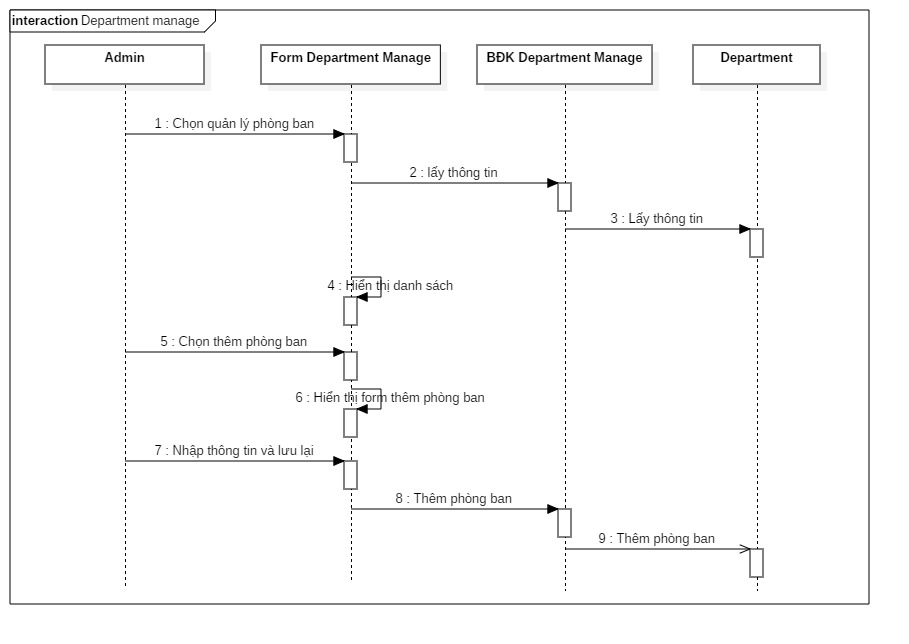 interaction Department manage
Admin
Form Department Manage
BĐK Department Manage
Department
1 : Chọn quản lý phòng ban
2 : lấy thông tin
3 : Lấy thông tin
4 : Hiển thị danh sách
5 : Chọn thêm phòng ban
6 : Hiển thị form thêm phòng ban
7 : Nhập thông tin và lưu lại
8 : Thêm phòng ban
9 : Thêm phòng ban